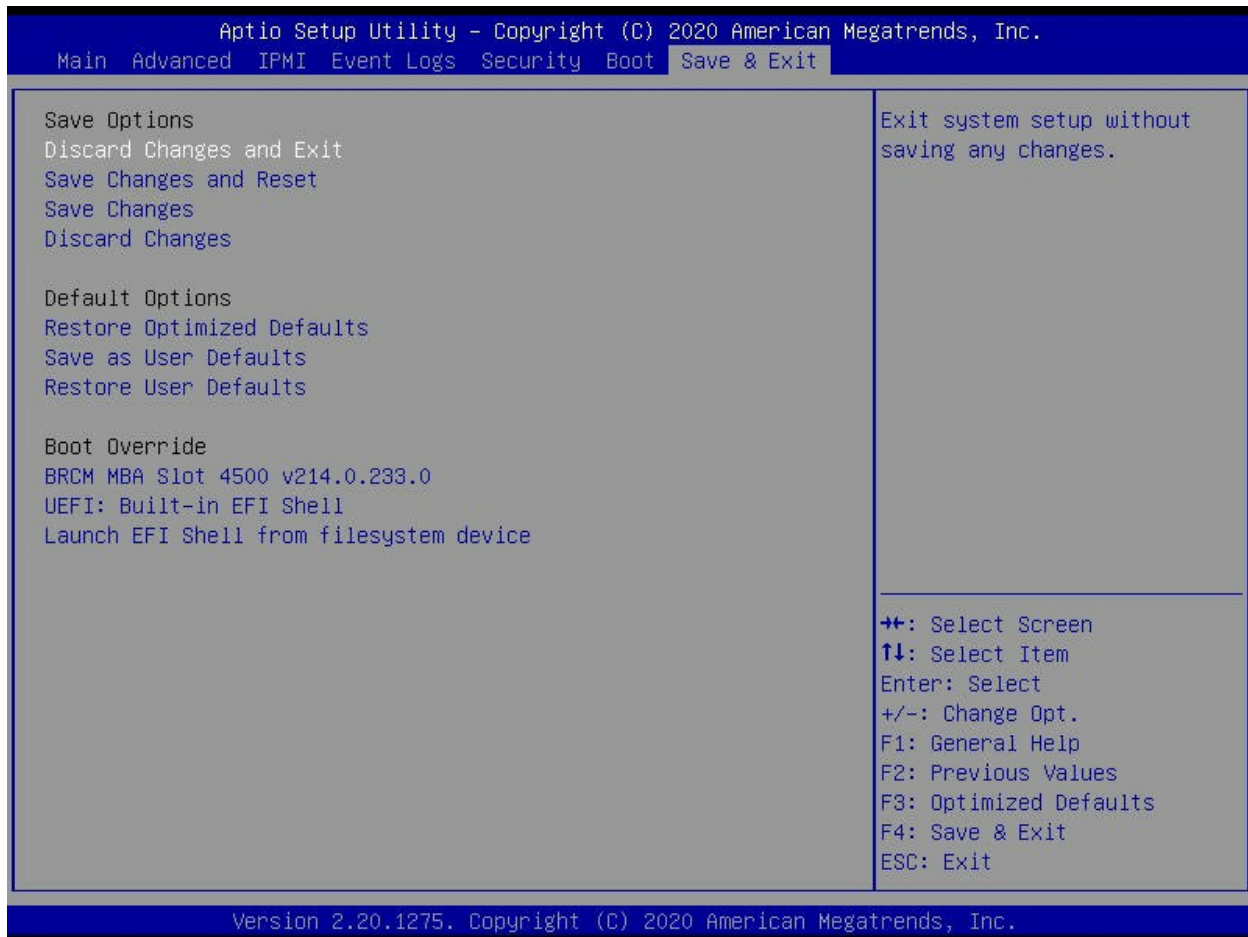 Aptio Setup Utility – Copyright (C) 2020 American Megatrends, Inc.
Main Advanced IPMI Event Logs Security Boot Save & Exit
Save Options
Discard Changes and Exit
Save Changes and Reset
Save Changes
Discard Changes
Default Options
Restore Optimized Defaults
Save as User Defaults
Restore User Defaults
Boot Override
BRCM MBA Slot 4500 v214.0.233.0
UEFI: Built-in EFI Shell
Launch EFI Shell from filesystem device
Exit system setup without
saving any changes.
→←: Select Screen
↑↓: Select Item
Enter: Select
+/-: Change Opt.
F1: General Help
F2: Previous Values
F3: Optimized Defaults
F4: Save & Exit
ESC: Exit
Version 2.20.1275. Copyright (C) 2020 American Megatrends, Inc.